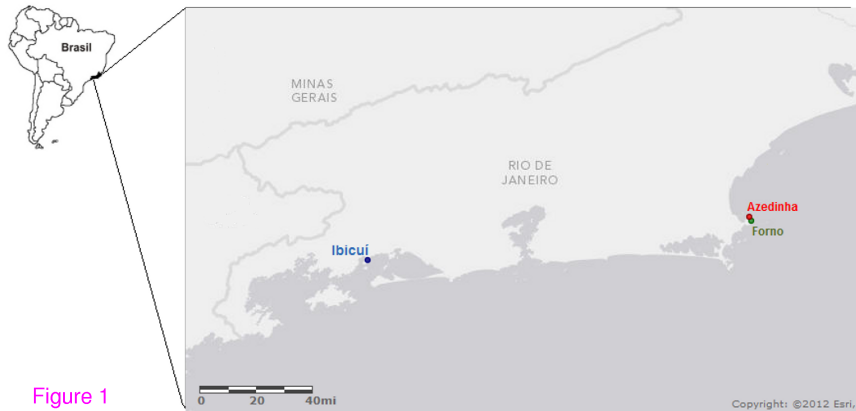 Brasil
MINAS
GERAIS
RIO DE
JANEIRO
Azedinha
Forno
Ibicuí
0 20 40mi
Figure 1
Copyright: ©2012 Esri,